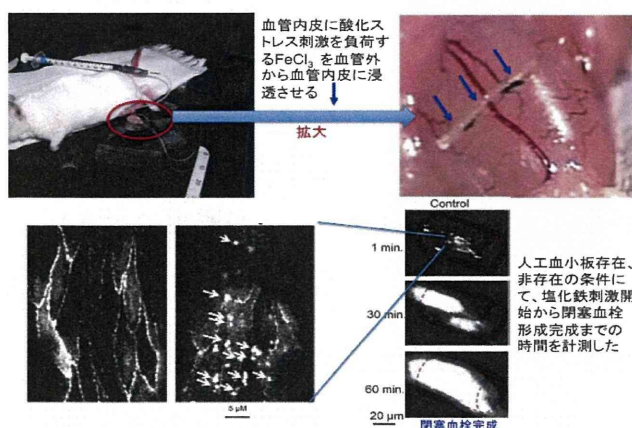 血管内皮に酸化ス
トレス刺激を負荷す
るFeCl₃ を血管外
から血管内皮に浸
透させる
拡大
Control
1 min.
30 min.
60 min.
20 μm
閉塞血栓完成
5 μM
人工血小板存在、
非存在の条件に
て、塩化鉄刺激開
始から閉塞血栓
形成完成までの
時間を計測した